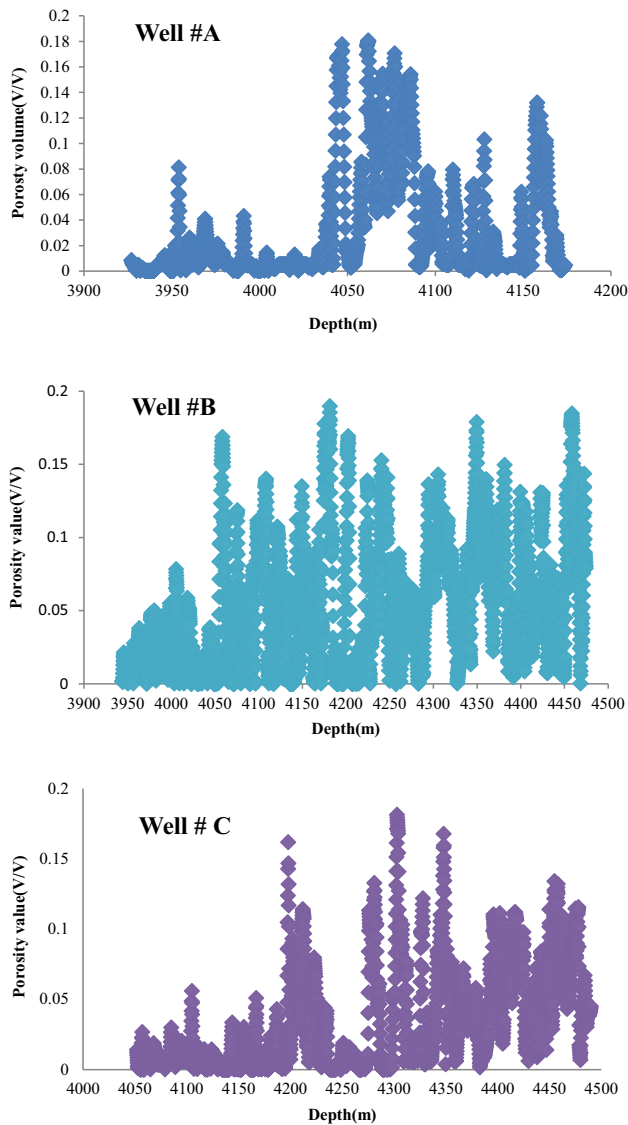 Well #A
Porosty volume(V/V)
0.2
0.18
0.16
0.14
0.12
0.1
0.08
0.06
0.04
0.02
0
3900 3950 4000 4050 4100 4150 4200
Depth(m)
Well #B
Porosity value(V/V)
0.2
0.15
0.1
0.05
0
3900 3950 4000 4050 4100 4150 4200 4250 4300 4350 4400 4450 4500
Depth(m)
Well # C
Porosity value(V/V)
0.2
0.15
0.1
0.05
0
4000 4050 4100 4150 4200 4250 4300 4350 4400 4450 4500
Depth(m)